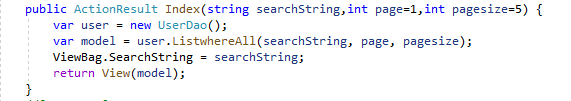 public ActionResult Index(string searchString,int page=1,int pagesize=5) {
var user = new UserDao();
var model = user.ListwhereAll(searchString, page, pagesize);
ViewBag.SearchString = searchString;
return View(model);
}